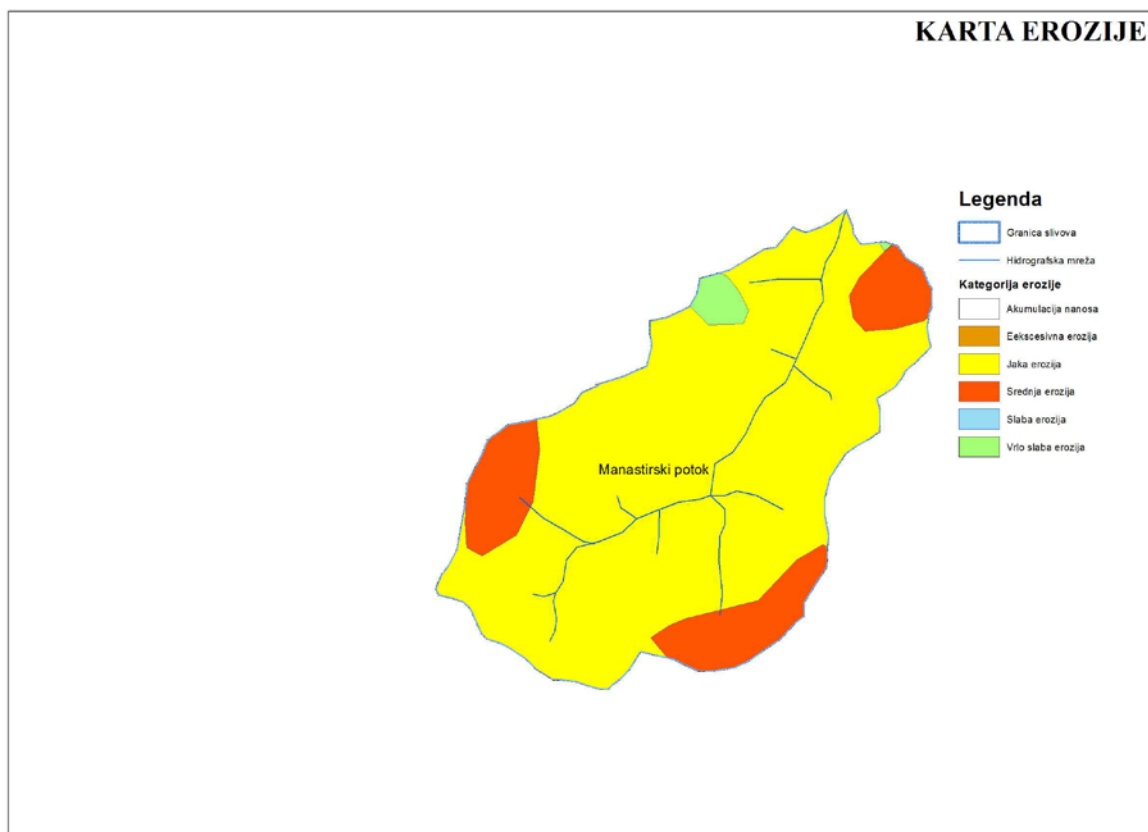 KARTA EROZIJE
Legenda
Granica slivova
Hidrografska mreža
Kategorija erozije
Akumulacija nanosa
Eekscesivna erozija
Jaka erozija
Srednja erozija
Slaba erozija
Vrlo slaba erozija
Manastirski potok